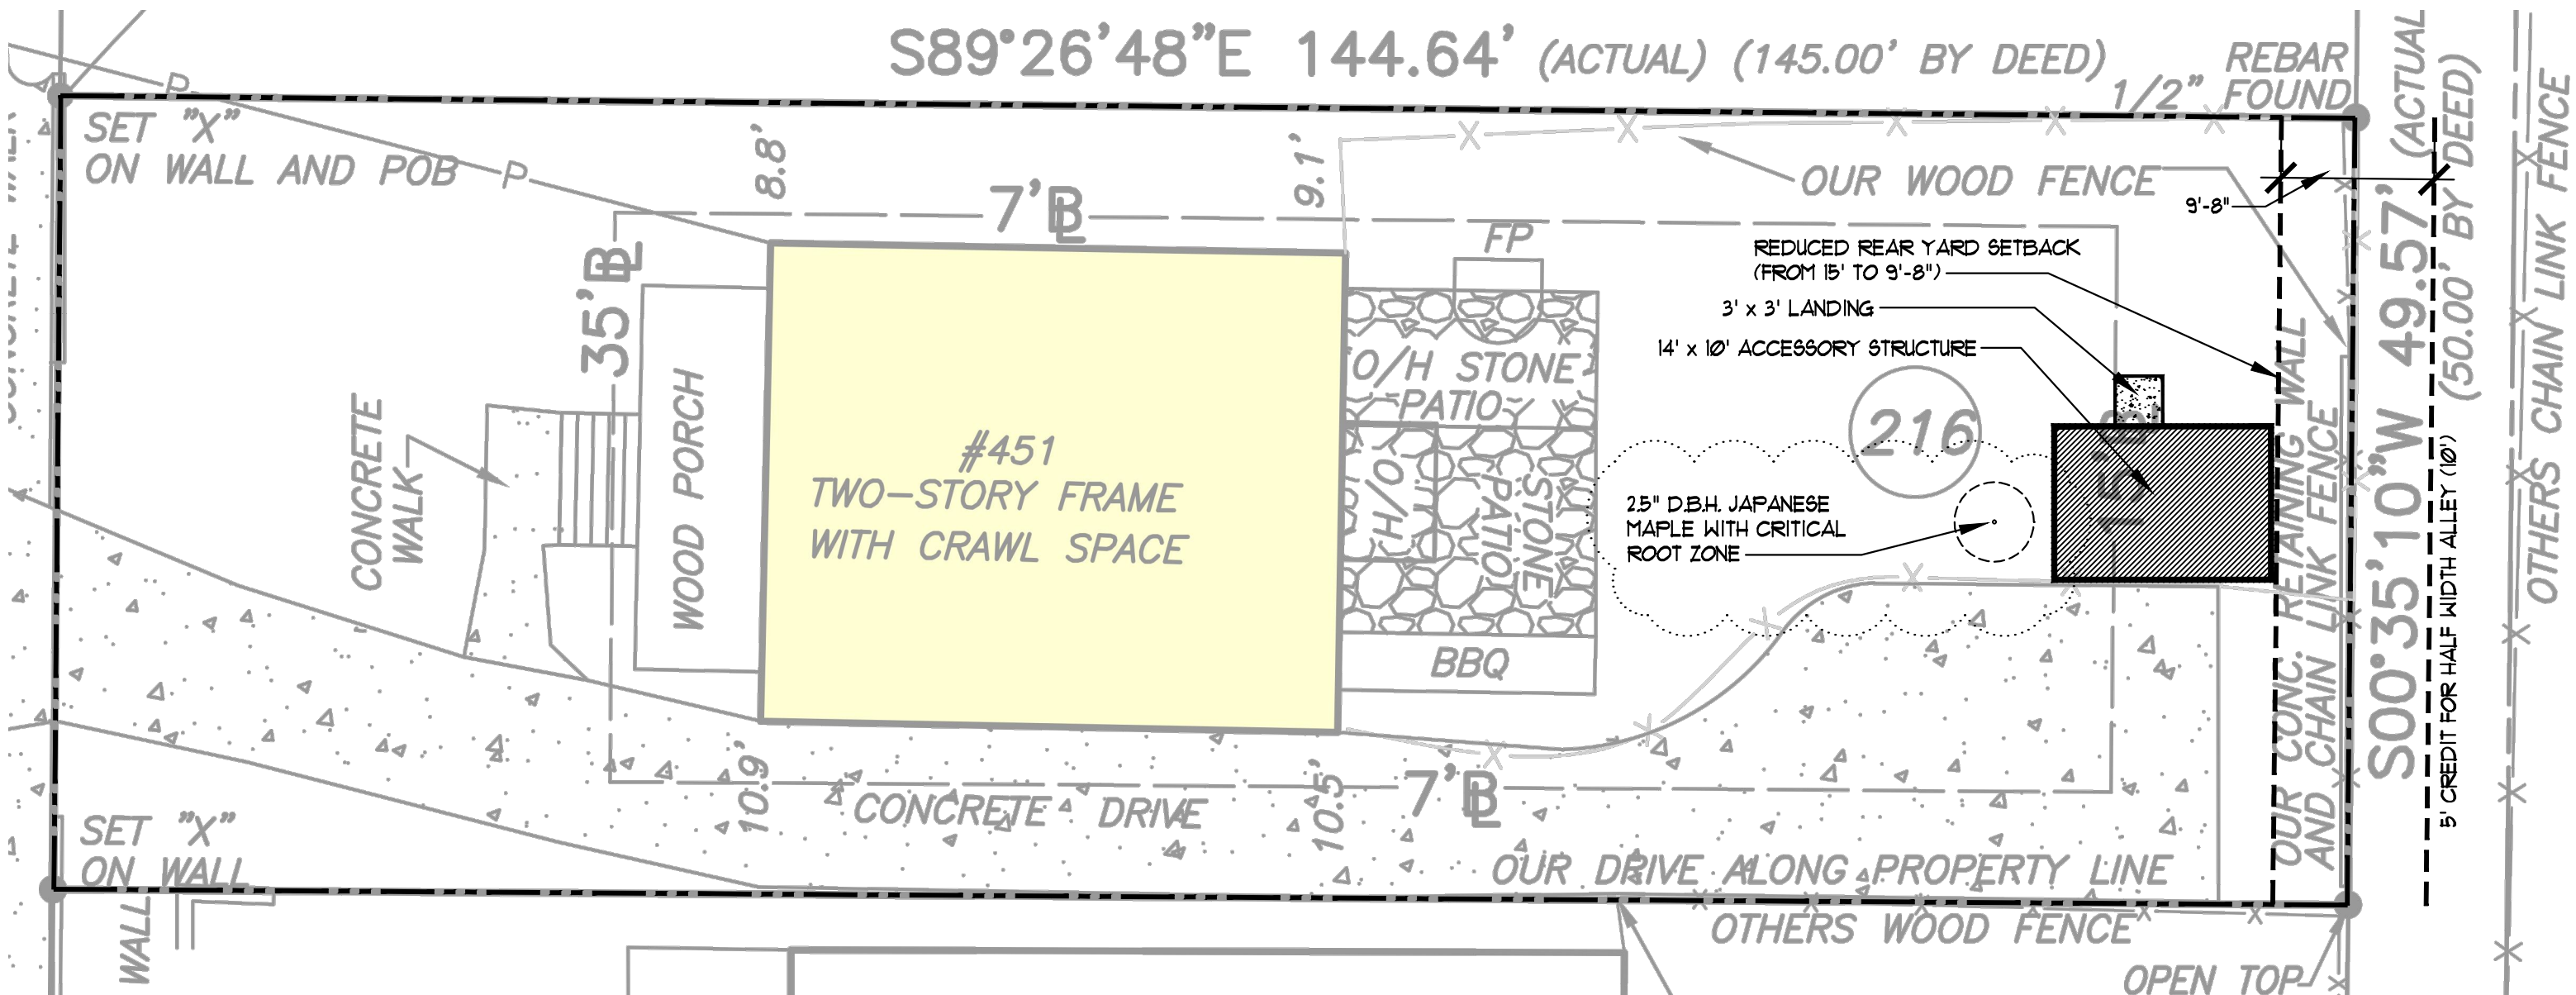 S89°26'48"E 144.64' (ACTUAL) (145.00' BY DEED)
REBAR
1/2" FOUND
SET "X"
ON WALL AND POB
P
P
8.8'
9.1'
7' BL
35' BL
OUR WOOD FENCE
9'-8"
FP
REDUCED REAR YARD SETBACK
(FROM 15' TO 9'-8")
3' x 3' LANDING
14' x 10' ACCESSORY STRUCTURE
O/H STONE
PATIO
216
CONCRETE
WALK
WOOD PORCH
#451
TWO-STORY FRAME
WITH CRAWL SPACE
O/H
STONE
PATIO
2.5" D.B.H. JAPANESE
MAPLE WITH CRITICAL
ROOT ZONE
BBQ
OUR CONC. RETAINING WALL
AND CHAIN LINK FENCE
S00°35'10"W 49.57' (ACTUAL)
(50.00' BY DEED)
5' CREDIT FOR HALF WIDTH ALLEY (10')
OTHERS CHAIN LINK FENCE
10.9'
10.5'
7' BL
CONCRETE DRIVE
SET "X"
ON WALL
OUR DRIVE ALONG PROPERTY LINE
OTHERS WOOD FENCE
WALL
OPEN TOP